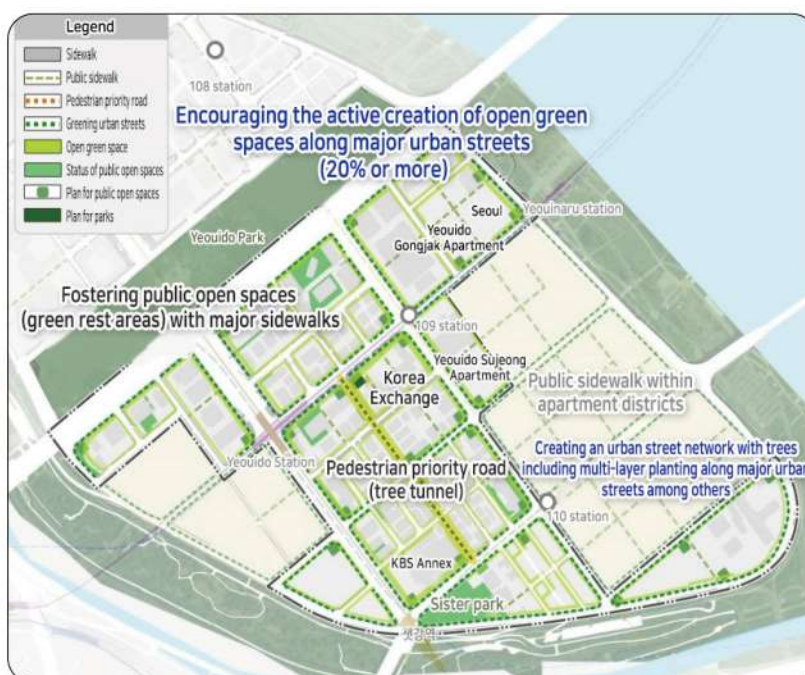 Legend
Sidewalk
Public sidewalk
Pedestrian priority road
Greening urban streets
Open green space
Status of public open spaces
Plan for public open spaces
Plan for parks
108 station
Encouraging the active creation of open green
spaces along major urban streets
(20% or more)
Yeouinaru station
Seoul
Yeouido
Gongjak Apartment
Yeouido Park
Fostering public open spaces
(green rest areas) with major sidewalks
109 station
Yeouido Sujeong
Apartment
Korea
Exchange
Public sidewalk within
apartment districts
Yeouido Station
Pedestrian priority road
(tree tunnel)
Creating an urban street network with trees
including multi-layer planting along major urban
streets among others
110 station
KBS Annex
Sister park
샛강역